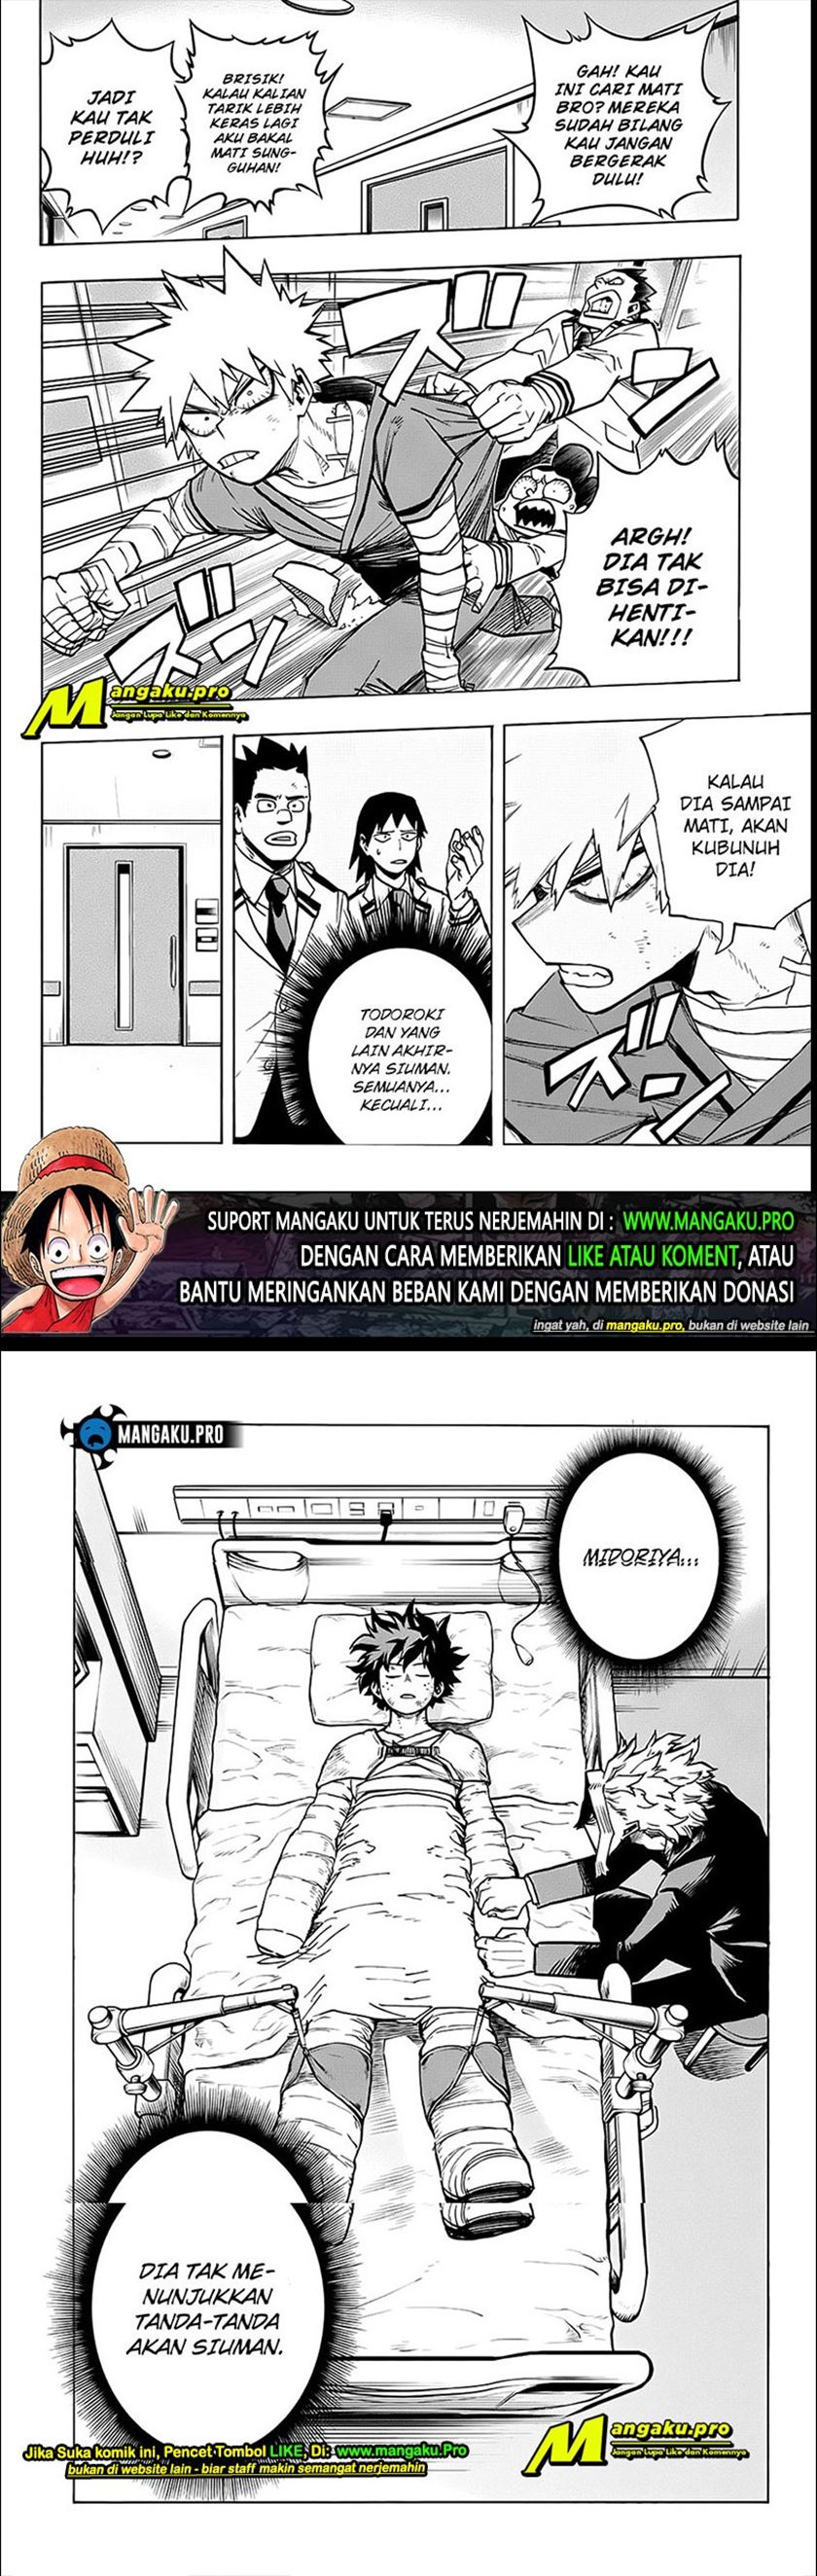 GAH! KAU
INI CARI MATI
BRO? MEREKA
SUDAH BILANG
KAU JANGAN
BERGERAK
DULU!
BRISIK!
KALAU KALIAN
TARIK LEBIH
KERAS LAGI
AKU BAKAL
MATI SUNG-
GUHAN!
JADI
KAU TAK
PERDULI
HUH!?
ズ
ズン
ARGH!
DIA TAK
BISA DI-
HENTI-
KAN!!!
Mangaku.pro
Jangan Lupa Like dan Komennya
KALAU
DIA SAMPAI
MATI, AKAN
KUBUNUH
DIA!
ズン
TODOROKI
DAN YANG
LAIN AKHIR-
NYA SIUMAN.
SEMUANYA...
KECUALI...
SUPORT MANGAKU UNTUK TERUS NERJEMAHIN DI : WWW.MANGAKU.PRO
DENGAN CARA MEMBERIKAN LIKE ATAU KOMENT, ATAU
BANTU MERINGANKAN BEBAN KAMI DENGAN MEMBERIKAN DONASI
ingat yah, di mangaku.pro, bukan di website lain
MANGAKU.PRO
MIDORIYA...
DIA TAK ME-
NUNJUKKAN
TANDA-TANDA
AKAN SIUMAN.
Mangaku.pro
Jangan Lupa Like dan Komennya
Jika Suka komik ini, Pencet Tombol LIKE, Di: www.mangaku.Pro
bukan di website lain - biar staff makin semangat nerjemahin